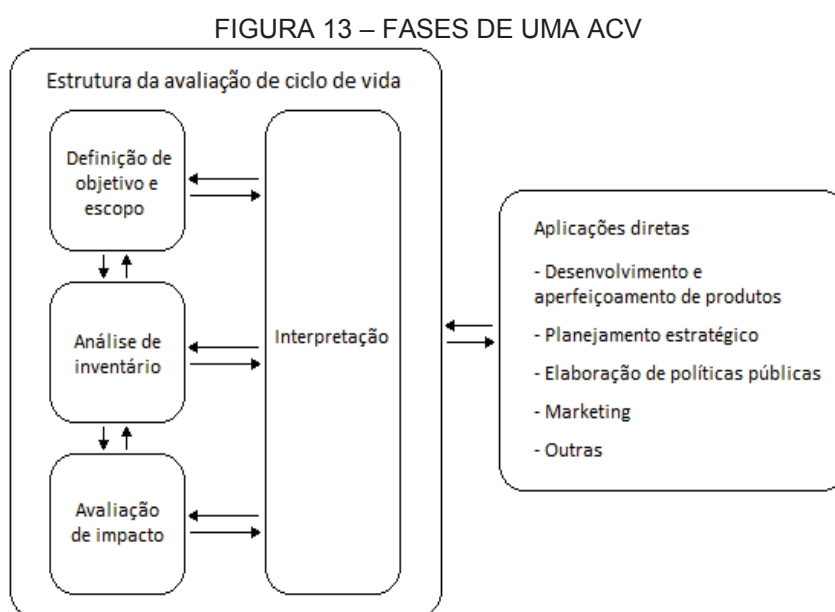 FIGURA 13 – FASES DE UMA ACV
Estrutura da avaliação de ciclo de vida
Definição de
objetivo e
escopo
Análise de
inventário
Avaliação
de impacto
Interpretação
Aplicações diretas
- Desenvolvimento e
aperfeiçoamento de produtos
- Planejamento estratégico
- Elaboração de políticas públicas
- Marketing
- Outras